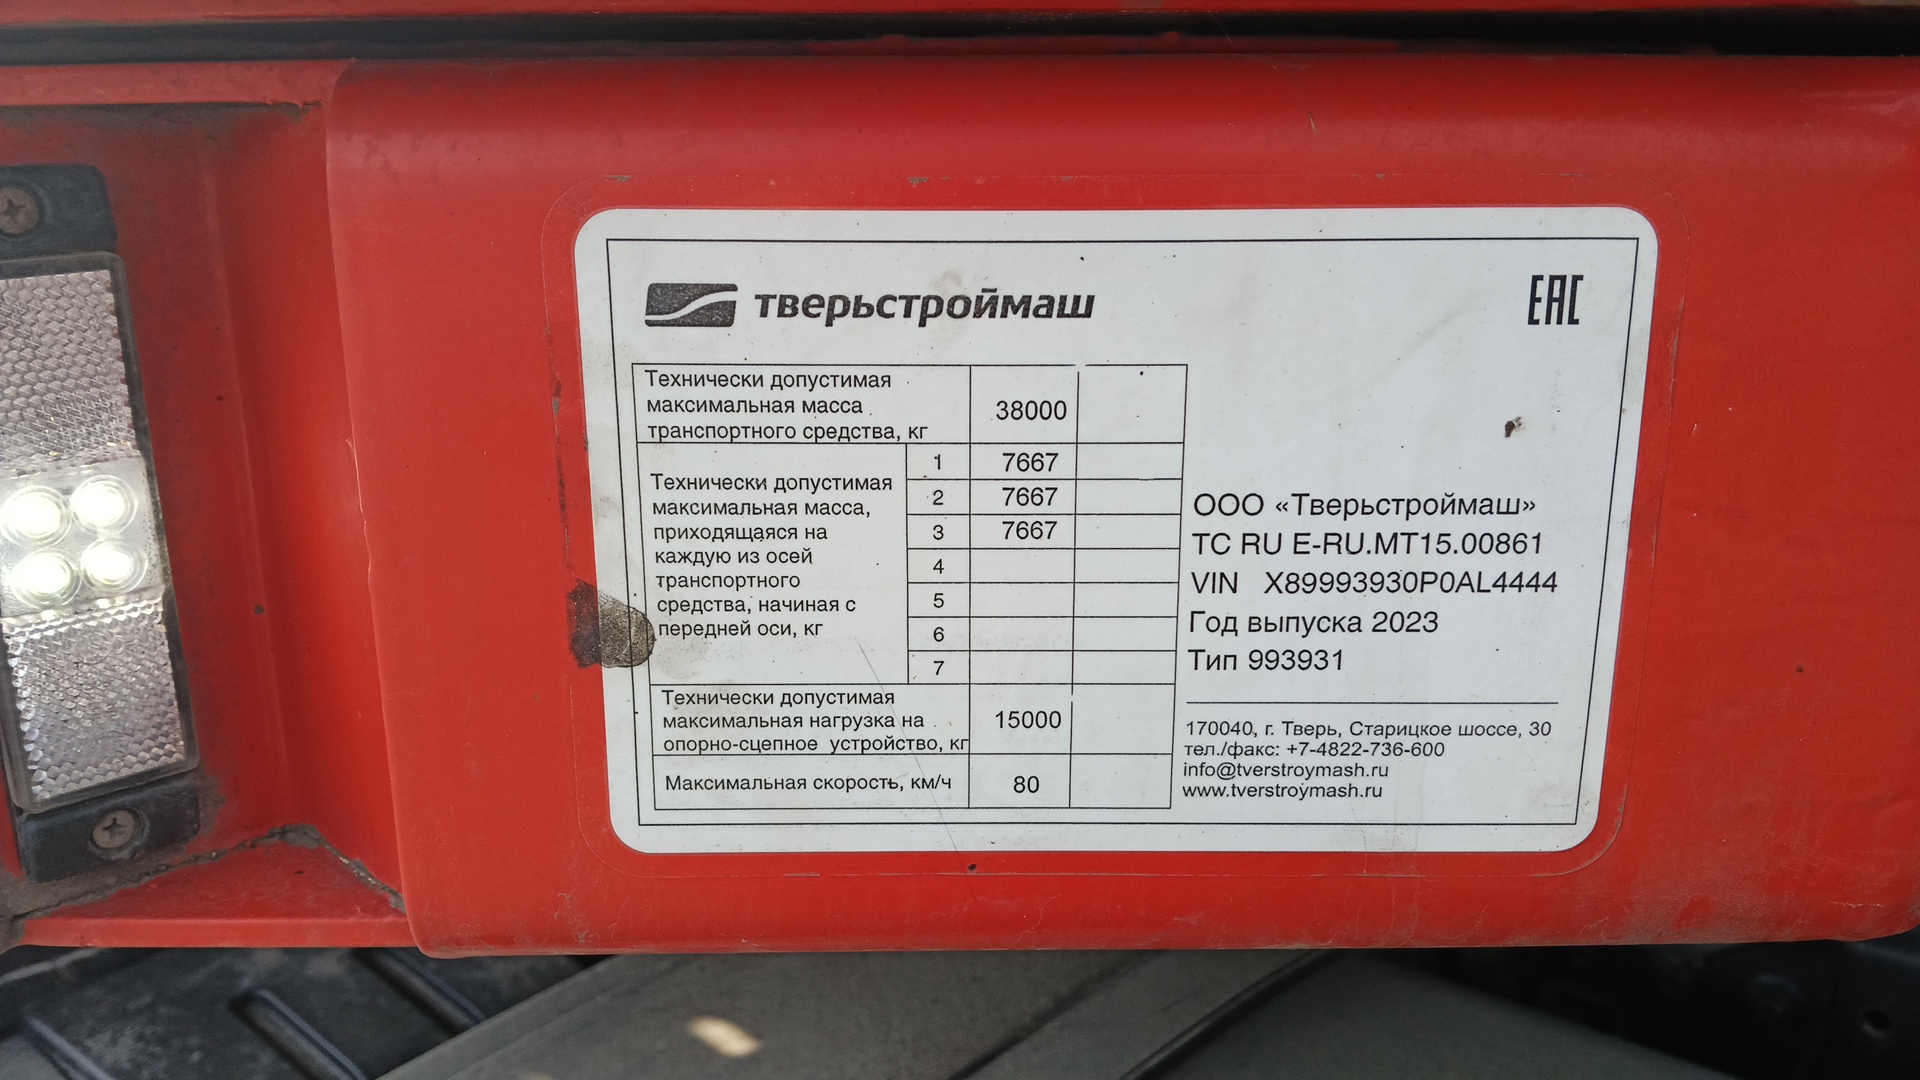 тверьстроймаш
EAC
Технически допустимая
максимальная масса
транспортного средства, кг
38000
Технически допустимая
максимальная масса,
приходящаяся на
каждую из осей
транспортного
средства, начиная с
передней оси, кг
1 7667
2 7667
3 7667
4
5
6
7
Технически допустимая
максимальная нагрузка на
опорно-сцепное устройство, кг
15000
Максимальная скорость, км/ч 80
ООО «Тверьстроймаш»
ТС RU E-RU.MT15.00861
VIN X89993930P0AL4444
Год выпуска 2023
Тип 993931
170040, г. Тверь, Старицкое шоссе, 30
тел./факс: +7-4822-736-600
info@tverstroymash.ru
www.tverstroymash.ru